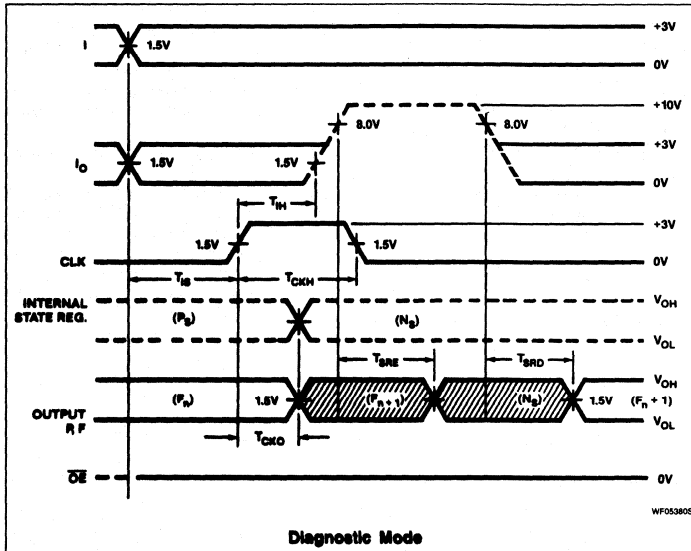 I
1.5V
+3V
0V
+10V
8.0V
8.0V
I0
1.5V
1.5V
+3V
0V
TIH
+3V
CLK
1.5V
1.5V
0V
TIS
TCKH
INTERNAL
STATE REG.
(PS)
(NS)
VOH
VOL
TSRE
TSRD
OUTPUT
R, F
(Fn)
1.5V
(Fn + 1)
(NS)
1.5V
VOH
(Fn + 1)
VOL
TCKO
OE
0V
WF05380S
Diagnostic Mode